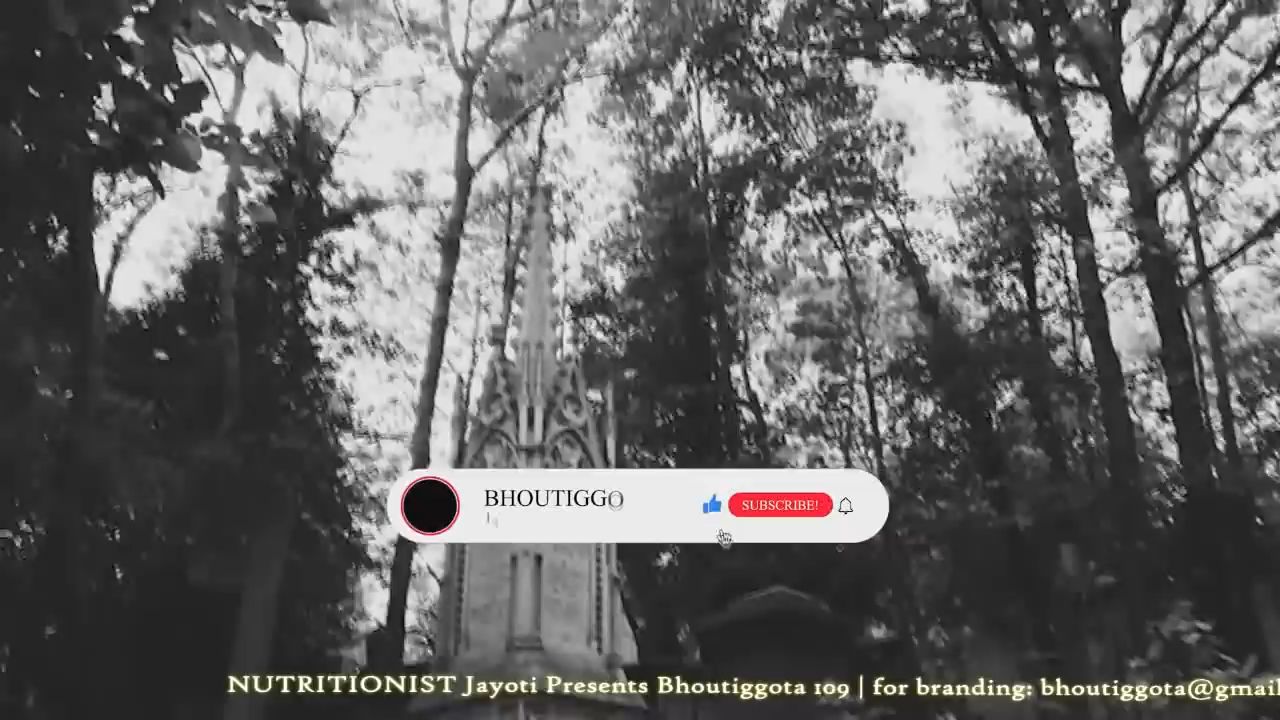 BHOUTIGGO
SUBSCRIBE!
NUTRITIONIST Jayoti Presents Bhoutiggota 109 | for branding: bhoutiggota@gmail